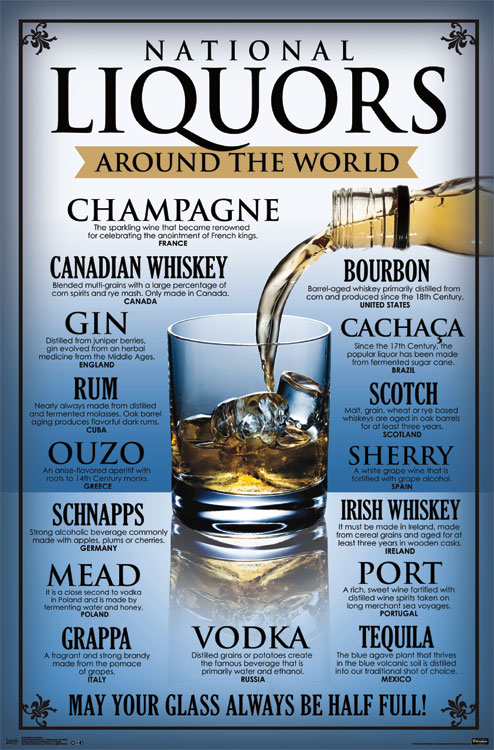 NATIONAL
LIQUORS
AROUND THE WORLD
CHAMPAGNE
The sparkling wine that became renowned
for celebrating the anointment of French kings.
FRANCE
CANADIAN WHISKEY
Blended multi-grains with a large percentage of
corn spirits and rye mash. Only made in Canada.
CANADA
BOURBON
Barrel-aged whiskey primarily distilled from
corn and produced since the 18th Century.
UNITED STATES
GIN
Distilled from juniper berries,
gin evolved from an herbal
medicine from the Middle Ages.
ENGLAND
CACHAÇA
Since the 17th Century, the
popular liquor has been made
from fermented sugar cane.
BRAZIL
RUM
Nearly always made from distilled
and fermented molasses. Oak barrel
aging produces flavorful dark rums.
CUBA
SCOTCH
Malt, grain, wheat or rye based
whiskeys are aged in oak barrels
for at least three years.
SCOTLAND
OUZO
An anise-flavored aperitif with
roots to 14th Century monks.
GREECE
SHERRY
A white grape wine that is
fortified with grape alcohol.
SPAIN
SCHNAPPS
Strong alcoholic beverage commonly
made with apples, plums or cherries.
GERMANY
IRISH WHISKEY
It must be made in Ireland, made
from cereal grains and aged for at
least three years in wooden casks.
IRELAND
MEAD
It is a close second to vodka
in Poland and is made by
fermenting water and honey.
POLAND
PORT
A rich, sweet wine fortified with
distilled wine spirits taken on
long merchant sea voyages.
PORTUGAL
GRAPPA
A fragrant and strong brandy
made from the pomace
of grapes.
ITALY
VODKA
Distilled grains or potatoes create
the famous beverage that is
primarily water and ethanol.
RUSSIA
TEQUILA
The blue agave plant that thrives
in the blue volcanic soil is distilled
into our traditional shot of choice.
MEXICO
MAY YOUR GLASS ALWAYS BE HALF FULL!